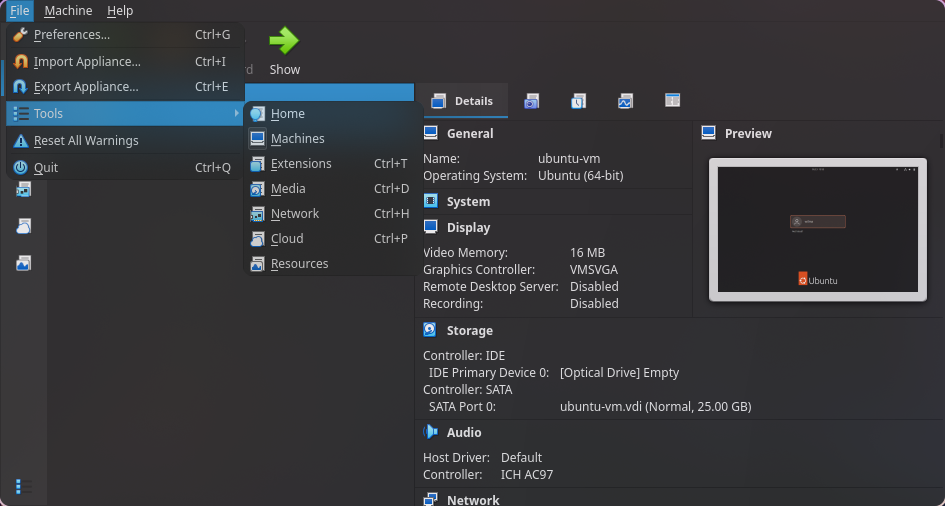 File Machine Help
Preferences... Ctrl+G
Import Appliance... Ctrl+I
Export Appliance... Ctrl+E
Tools
Reset All Warnings
Quit Ctrl+Q
Show
Home
Machines
Extensions Ctrl+T
Media Ctrl+D
Network Ctrl+H
Cloud Ctrl+P
Resources
Details
General
Name: ubuntu-vm
Operating System: Ubuntu (64-bit)
System
Display
Video Memory: 16 MB
Graphics Controller: VMSVGA
Remote Desktop Server: Disabled
Recording: Disabled
Preview
Ubuntu
Storage
Controller: IDE
IDE Primary Device 0: [Optical Drive] Empty
Controller: SATA
SATA Port 0: ubuntu-vm.vdi (Normal, 25.00 GB)
Audio
Host Driver: Default
Controller: ICH AC97
Network